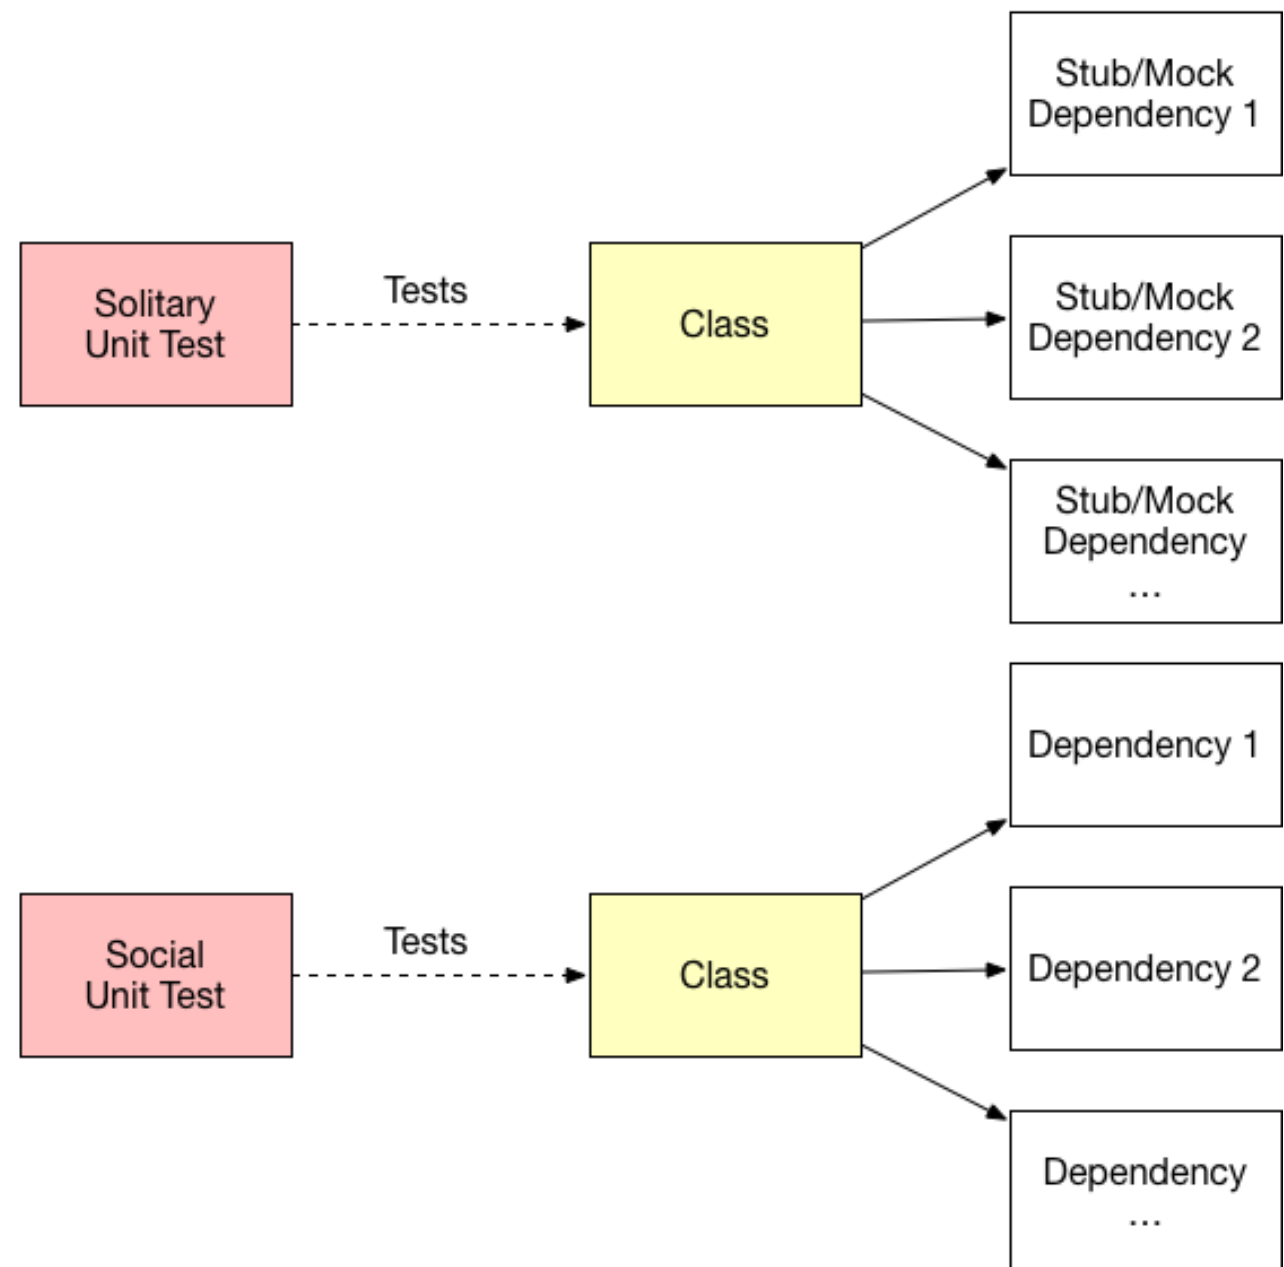 Stub/Mock
Dependency 1
Solitary
Unit Test
Tests
Class
Stub/Mock
Dependency 2
Stub/Mock
Dependency
...
Dependency 1
Social
Unit Test
Tests
Class
Dependency 2
Dependency
...